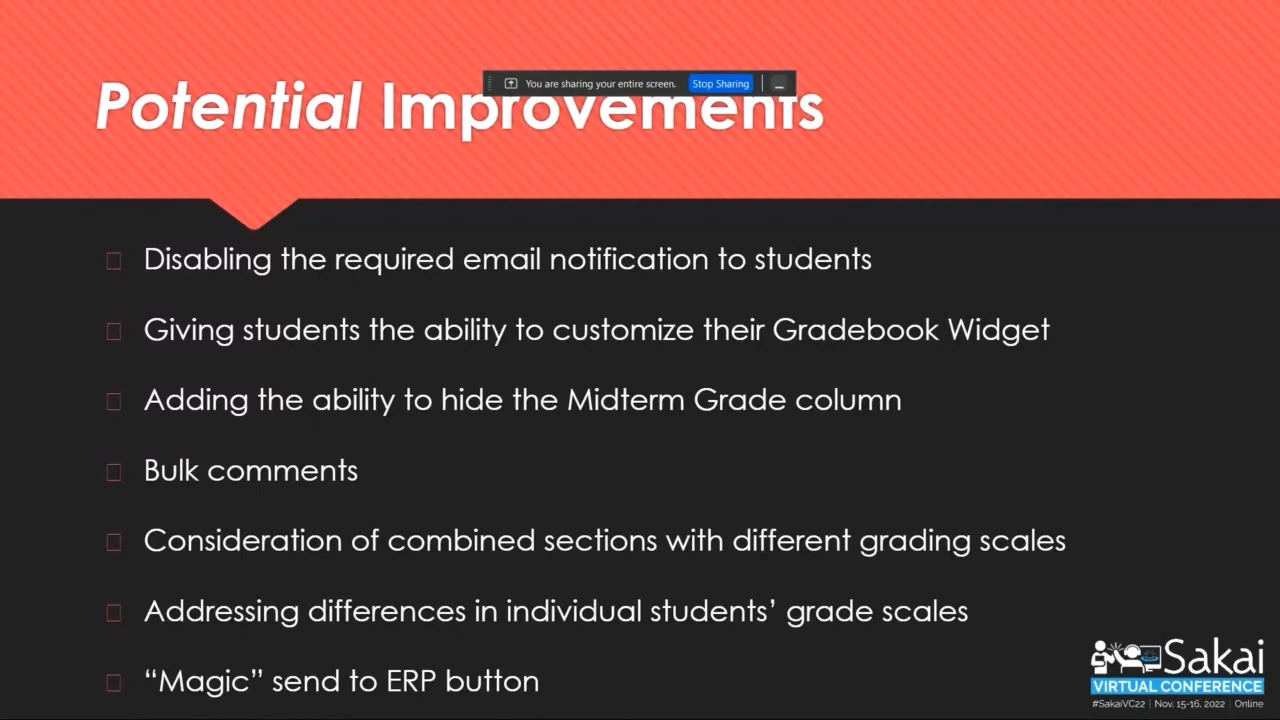 You are sharing your entire screen. Stop Sharing
Potential Improvements
Disabling the required email notification to students
Giving students the ability to customize their Gradebook Widget
Adding the ability to hide the Midterm Grade column
Bulk comments
Consideration of combined sections with different grading scales
Addressing differences in individual students’ grade scales
“Magic” send to ERP button
Sakai
VIRTUAL CONFERENCE
#SakaiVC22 | Nov. 15-16, 2022 | Online